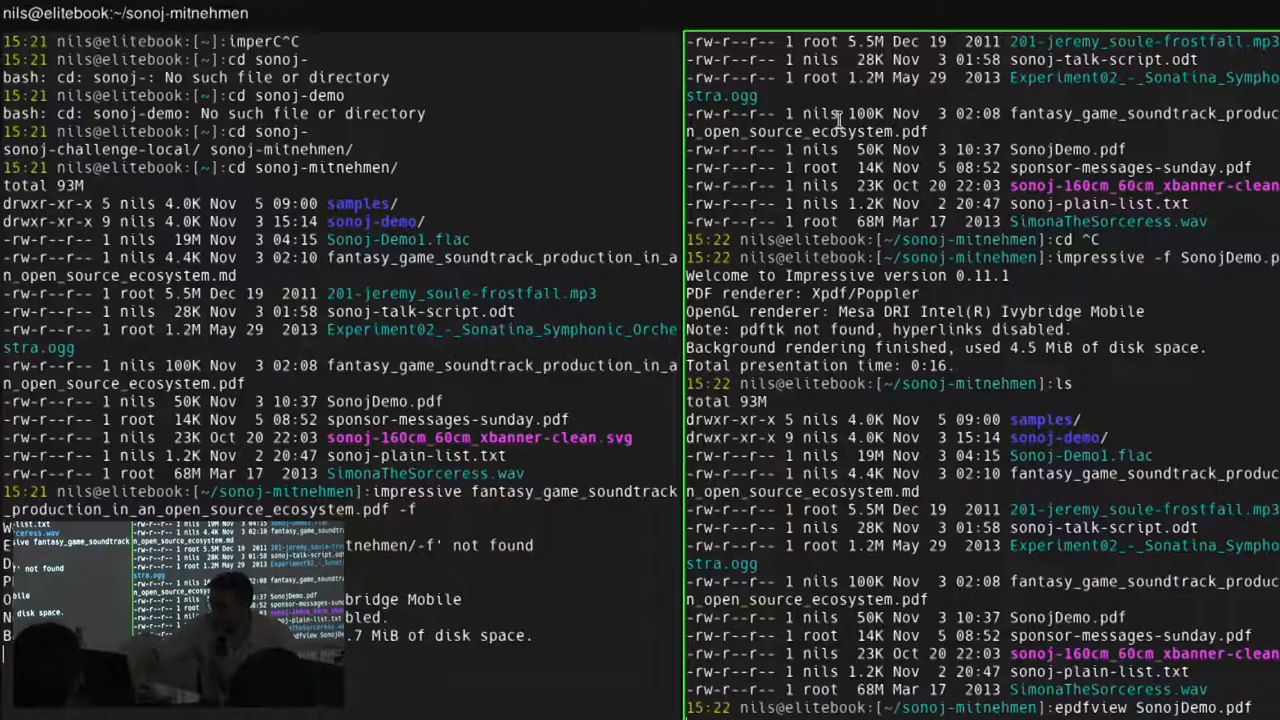 nils@elitebook:~/sonoj-mitnehmen
15:21 nils@elitebook:[~]:imperC^C
15:21 nils@elitebook:[~]:cd sonoj-
bash: cd: sonoj-: No such file or directory
15:21 nils@elitebook:[~]:cd sonoj-demo
bash: cd: sonoj-demo: No such file or directory
15:21 nils@elitebook:[~]:cd sonoj-
sonoj-challenge-local/ sonoj-mitnehmen/
15:21 nils@elitebook:[~]:cd sonoj-mitnehmen/
total 93M
drwxr-xr-x 5 nils 4.0K Nov  5 09:00 samples/
drwxr-xr-x 9 nils 4.0K Nov  3 15:14 sonoj-demo/
-rw-r--r-- 1 nils  19M Nov  3 04:15 Sonoj-Demo1.flac
-rw-r--r-- 1 nils 4.4K Nov  3 02:10 fantasy_game_soundtrack_production_in_a
n_open_source_ecosystem.md
-rw-r--r-- 1 root 5.5M Dec 19  2011 201-jeremy_soule-frostfall.mp3
-rw-r--r-- 1 nils  28K Nov  3 01:58 sonoj-talk-script.odt
-rw-r--r-- 1 root 1.2M May 29  2013 Experiment02_-_Sonatina_Symphonic_Orche
stra.ogg
-rw-r--r-- 1 nils 100K Nov  3 02:08 fantasy_game_soundtrack_production_in_a
n_open_source_ecosystem.pdf
-rw-r--r-- 1 nils  50K Nov  3 10:37 SonojDemo.pdf
-rw-r--r-- 1 root  14K Nov  5 08:52 sponsor-messages-sunday.pdf
-rw-r--r-- 1 nils  23K Oct 20 22:03 sonoj-160cm_60cm_xbanner-clean.svg
-rw-r--r-- 1 nils 1.2K Nov  2 20:47 sonoj-plain-list.txt
-rw-r--r-- 1 root  68M Mar 17  2013 SimonaTheSorceress.wav
15:21 nils@elitebook:[~/sonoj-mitnehmen]:impressive fantasy_game_soundtrack
_production_in_an_open_source_ecosystem.pdf -f
tnehmen/-f' not found
bridge Mobile
bled.
.7 MiB of disk space.
-rw-r--r-- 1 root 5.5M Dec 19  2011 201-jeremy_soule-frostfall.mp3
-rw-r--r-- 1 nils  28K Nov  3 01:58 sonoj-talk-script.odt
-rw-r--r-- 1 root 1.2M May 29  2013 Experiment02_-_Sonatina_Sympho
stra.ogg
-rw-r--r-- 1 nils 100K Nov  3 02:08 fantasy_game_soundtrack_produc
n_open_source_ecosystem.pdf
-rw-r--r-- 1 nils  50K Nov  3 10:37 SonojDemo.pdf
-rw-r--r-- 1 root  14K Nov  5 08:52 sponsor-messages-sunday.pdf
-rw-r--r-- 1 nils  23K Oct 20 22:03 sonoj-160cm_60cm_xbanner-clean
-rw-r--r-- 1 nils 1.2K Nov  2 20:47 sonoj-plain-list.txt
-rw-r--r-- 1 root  68M Mar 17  2013 SimonaTheSorceress.wav
15:22 nils@elitebook:[~/sonoj-mitnehmen]:cd ^C
15:22 nils@elitebook:[~/sonoj-mitnehmen]:impressive -f SonojDemo.p
Welcome to Impressive version 0.11.1
PDF renderer: Xpdf/Poppler
OpenGL renderer: Mesa DRI Intel(R) Ivybridge Mobile
Note: pdftk not found, hyperlinks disabled.
Background rendering finished, used 4.5 MiB of disk space.
Total presentation time: 0:16.
15:22 nils@elitebook:[~/sonoj-mitnehmen]:ls
total 93M
drwxr-xr-x 5 nils 4.0K Nov  5 09:00 samples/
drwxr-xr-x 9 nils 4.0K Nov  3 15:14 sonoj-demo/
-rw-r--r-- 1 nils  19M Nov  3 04:15 Sonoj-Demo1.flac
-rw-r--r-- 1 nils 4.4K Nov  3 02:10 fantasy_game_soundtrack_produc
n_open_source_ecosystem.md
-rw-r--r-- 1 root 5.5M Dec 19  2011 201-jeremy_soule-frostfall.mp3
-rw-r--r-- 1 nils  28K Nov  3 01:58 sonoj-talk-script.odt
-rw-r--r-- 1 root 1.2M May 29  2013 Experiment02_-_Sonatina_Sympho
stra.ogg
-rw-r--r-- 1 nils 100K Nov  3 02:08 fantasy_game_soundtrack_produc
n_open_source_ecosystem.pdf
-rw-r--r-- 1 nils  50K Nov  3 10:37 SonojDemo.pdf
-rw-r--r-- 1 root  14K Nov  5 08:52 sponsor-messages-sunday.pdf
-rw-r--r-- 1 nils  23K Oct 20 22:03 sonoj-160cm_60cm_xbanner-clean
-rw-r--r-- 1 nils 1.2K Nov  2 20:47 sonoj-plain-list.txt
-rw-r--r-- 1 root  68M Mar 17  2013 SimonaTheSorceress.wav
15:22 nils@elitebook:[~/sonoj-mitnehmen]:epdfview SonojDemo.pdf